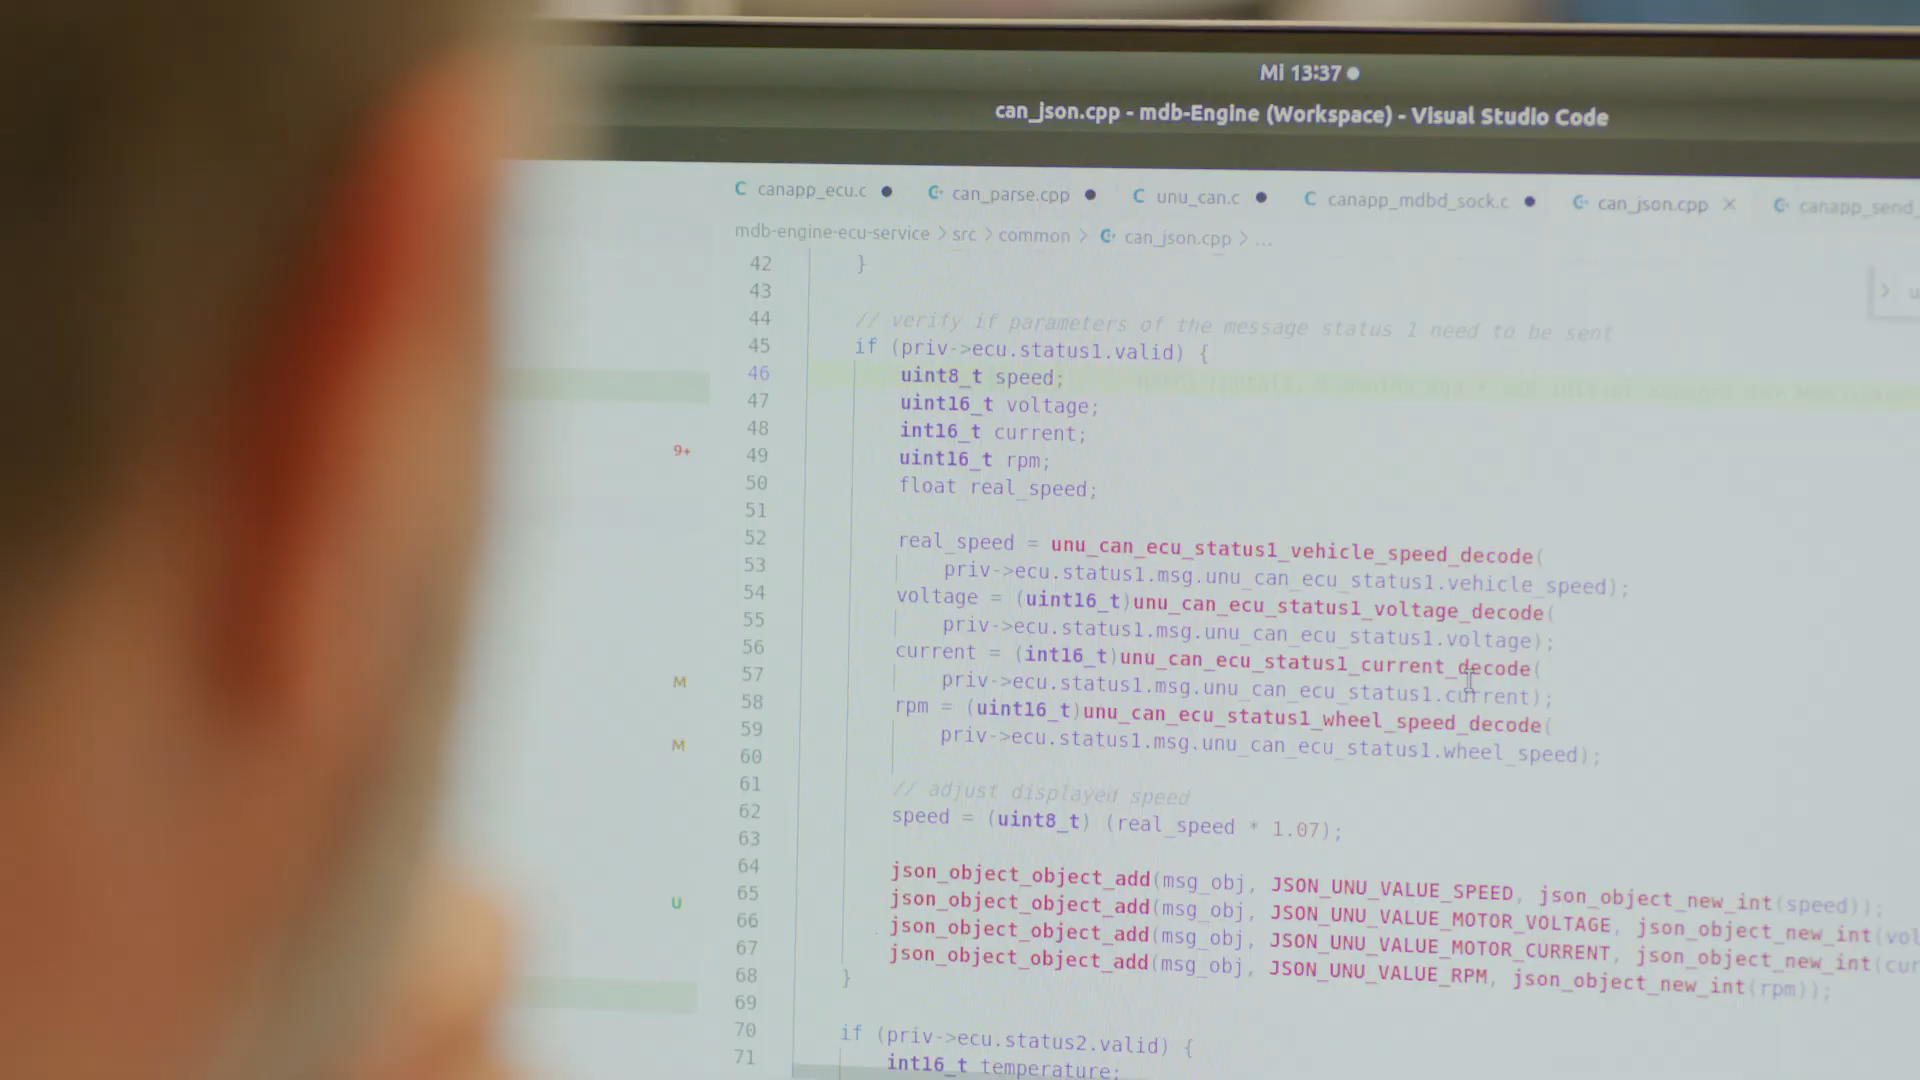 Mi 13:37
can_json.cpp - mdb-Engine (Workspace) - Visual Studio Code
C canapp_ecu.c can_parse.cpp C unu_can.c C canapp_mdbd_sock.c can_json.cpp × canapp_send_
mdb-engine-ecu-service > src > common > can_json.cpp > ...
42 }
43
44 // verify if parameters of the message status 1 need to be sent
45 if (priv->ecu.status1.valid) {
46 uint8_t speed;
47 uint16_t voltage;
48 int16_t current;
9+
49 uint16_t rpm;
50 float real_speed;
51
52 real_speed = unu_can_ecu_status1_vehicle_speed_decode(
53 priv->ecu.status1.msg.unu_can_ecu_status1.vehicle_speed);
54 voltage = (uint16_t)unu_can_ecu_status1_voltage_decode(
55 priv->ecu.status1.msg.unu_can_ecu_status1.voltage);
56 current = (int16_t)unu_can_ecu_status1_current_decode(
M
57 priv->ecu.status1.msg.unu_can_ecu_status1.current);
58 rpm = (uint16_t)unu_can_ecu_status1_wheel_speed_decode(
M
59 priv->ecu.status1.msg.unu_can_ecu_status1.wheel_speed);
60
61 // adjust displayed speed
62 speed = (uint8_t) (real_speed * 1.07);
63
64 json_object_object_add(msg_obj, JSON_UNU_VALUE_SPEED, json_object_new_int(speed));
U
65 json_object_object_add(msg_obj, JSON_UNU_VALUE_MOTOR_VOLTAGE, json_object_new_int(vol
66 json_object_object_add(msg_obj, JSON_UNU_VALUE_MOTOR_CURRENT, json_object_new_int(cur
67 json_object_object_add(msg_obj, JSON_UNU_VALUE_RPM, json_object_new_int(rpm));
68 }
69
70 if (priv->ecu.status2.valid) {
71 int16_t temperature;